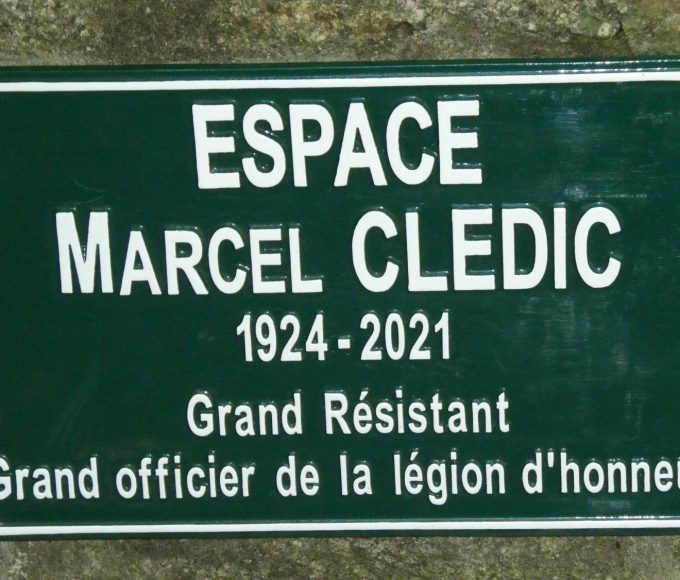 ESPACE
MARCEL CLEDIC
1924-2021
Grand Résistant
Grand officier de la légion d'honneu